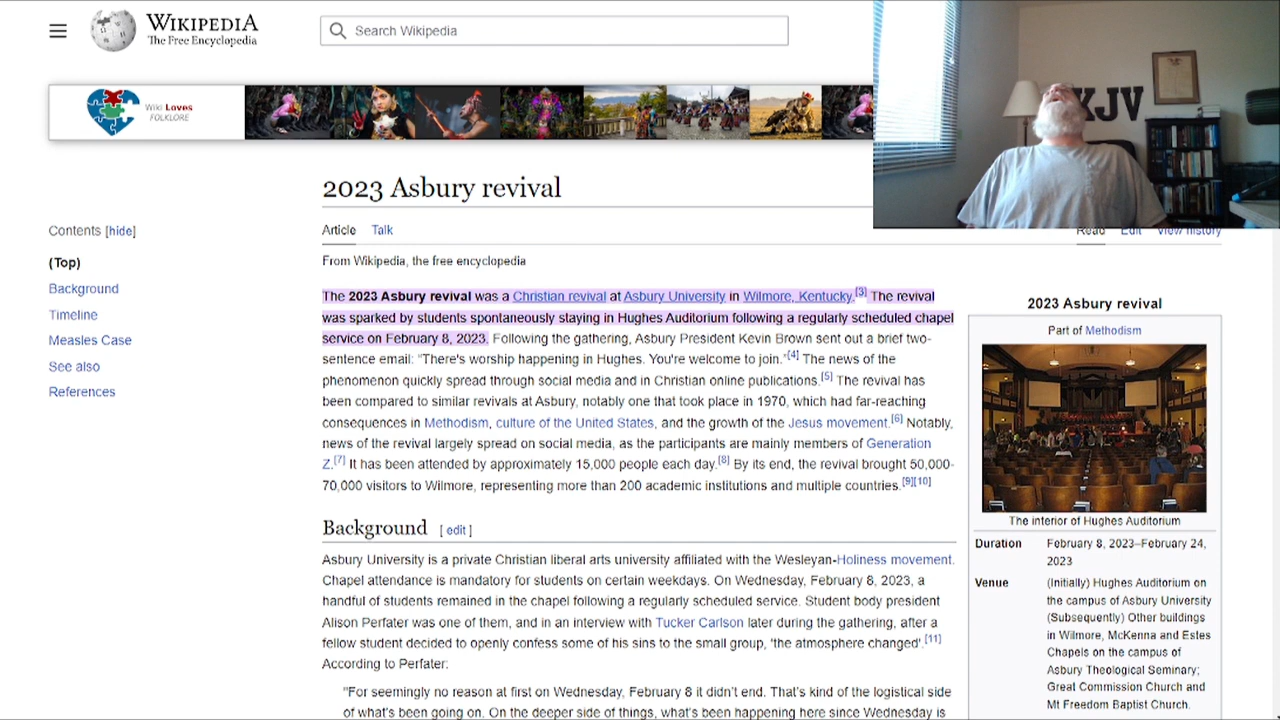 WIKIPEDIA
The Free Encyclopedia
Search Wikipedia
Wiki Loves
FOLKLORE
KJV
2023 Asbury revival
Contents [hide]
(Top)
Background
Timeline
Measles Case
See also
References
Article Talk
Read Edit View history
From Wikipedia, the free encyclopedia
The 2023 Asbury revival was a Christian revival at Asbury University in Wilmore, Kentucky.[3] The revival
was sparked by students spontaneously staying in Hughes Auditorium following a regularly scheduled chapel
service on February 8, 2023. Following the gathering, Asbury President Kevin Brown sent out a brief two-
sentence email: "There's worship happening in Hughes. You're welcome to join."[4] The news of the
phenomenon quickly spread through social media and in Christian online publications.[5] The revival has
been compared to similar revivals at Asbury, notably one that took place in 1970, which had far-reaching
consequences in Methodism, culture of the United States, and the growth of the Jesus movement.[6] Notably,
news of the revival largely spread on social media, as the participants are mainly members of Generation
Z.[7] It has been attended by approximately 15,000 people each day.[8] By its end, the revival brought 50,000-
70,000 visitors to Wilmore, representing more than 200 academic institutions and multiple countries.[9][10]
Background [ edit ]
Asbury University is a private Christian liberal arts university affiliated with the Wesleyan-Holiness movement.
Chapel attendance is mandatory for students on certain weekdays. On Wednesday, February 8, 2023, a
handful of students remained in the chapel following a regularly scheduled service. Student body president
Alison Perfater was one of them, and in an interview with Tucker Carlson later during the gathering, after a
fellow student decided to openly confess some of his sins to the small group, 'the atmosphere changed'.[11]
According to Perfater:
"For seemingly no reason at first on Wednesday, February 8 it didn't end. That's kind of the logistical side
of what's been going on. On the deeper side of things, what's been happening here since Wednesday is
2023 Asbury revival
Part of Methodism
The interior of Hughes Auditorium
Duration February 8, 2023–February 24,
2023
Venue (Initially) Hughes Auditorium on
the campus of Asbury University
(Subsequently) Other buildings
in Wilmore, McKenna and Estes
Chapels on the campus of
Asbury Theological Seminary;
Great Commission Church and
Mt Freedom Baptist Church.